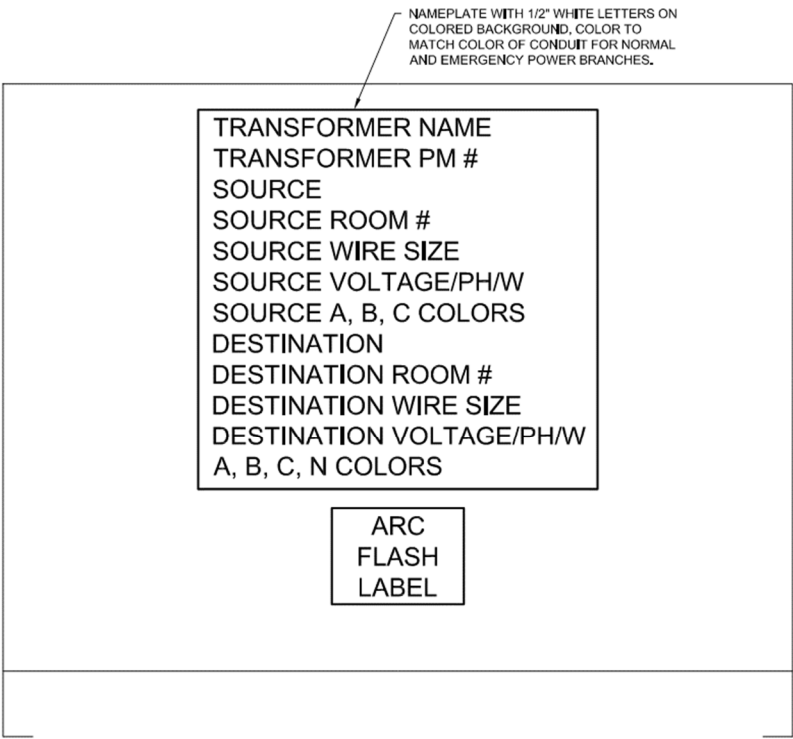 NAMEPLATE WITH 1/2" WHITE LETTERS ON
COLORED BACKGROUND, COLOR TO
MATCH COLOR OF CONDUIT FOR NORMAL
AND EMERGENCY POWER BRANCHES.
TRANSFORMER NAME
TRANSFORMER PM #
SOURCE
SOURCE ROOM #
SOURCE WIRE SIZE
SOURCE VOLTAGE/PH/W
SOURCE A, B, C COLORS
DESTINATION
DESTINATION ROOM #
DESTINATION WIRE SIZE
DESTINATION VOLTAGE/PH/W
A, B, C, N COLORS
ARC
FLASH
LABEL